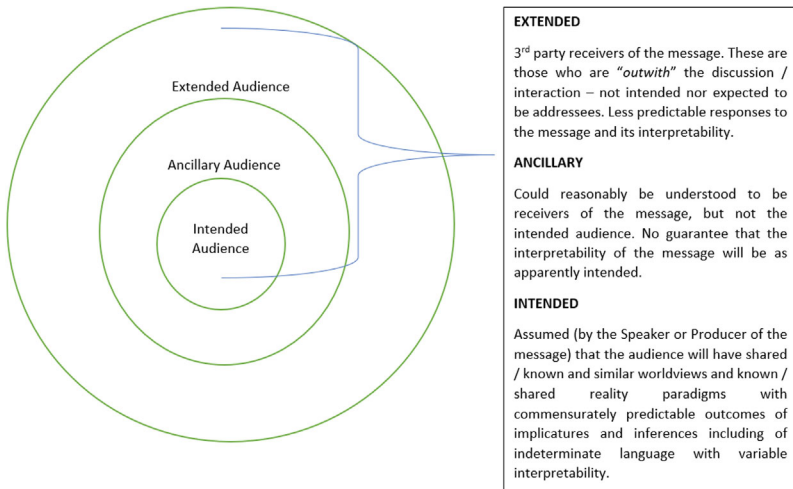 Extended Audience
Ancillary Audience
Intended
Audience
EXTENDED
3rd party receivers of the message. These are
those who are “outwith” the discussion /
interaction – not intended nor expected to
be addressees. Less predictable responses to
the message and its interpretability.
ANCILLARY
Could reasonably be understood to be
receivers of the message, but not the
intended audience. No guarantee that the
interpretability of the message will be as
apparently intended.
INTENDED
Assumed (by the Speaker or Producer of the
message) that the audience will have shared
/ known and similar worldviews and known /
shared reality paradigms with
commensurately predictable outcomes of
implicatures and inferences including of
indeterminate language with variable
interpretability.